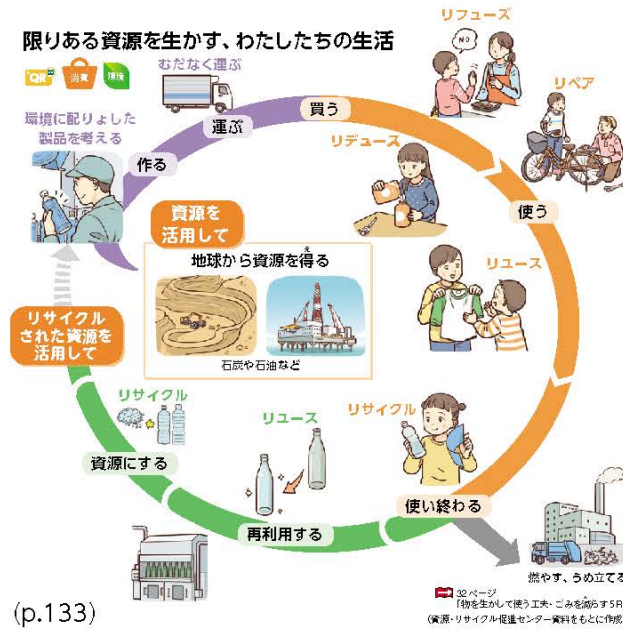 限りある資源を生かす、わたしたちの生活
QR
消費
環境
むだなく運ぶ
環境に配りょした
製品を考える
作る
運ぶ
買う
リフューズ
NO
リペア
リデュース
使う
リユース
資源を
活用して
地球から資源を得る
え
石炭や石油など
リサイクル
された資源を
活用して
リサイクル
資源にする
リユース
再利用する
リサイクル
使い終わる
燃やす、うめ立てる
32ページ
「物を生かして使う工夫・ごみを減らす5R
(資源・リサイクル促進センター資料をもとに作成
(p.133)